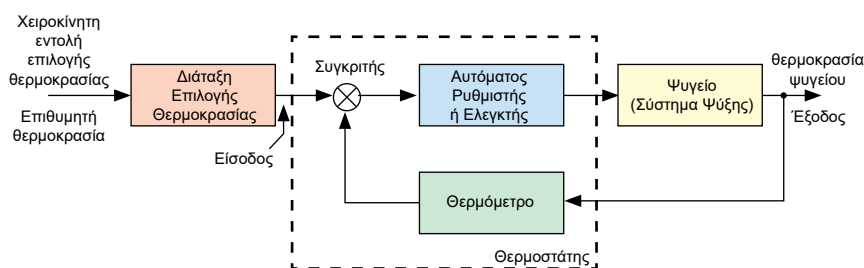 Χειροκίνητη
εντολή
επιλογής
θερμοκρασίας
Επιθυμητή
θερμοκρασία
Διάταξη
Επιλογής
Θερμοκρασίας
Είσοδος
Συγκριτής
Αυτόματος
Ρυθμιστής
ή Ελεγκτής
Ψυγείο
(Σύστημα Ψύξης)
θερμοκρασία
ψυγείου
Έξοδος
Θερμόμετρο
Θερμοστάτης